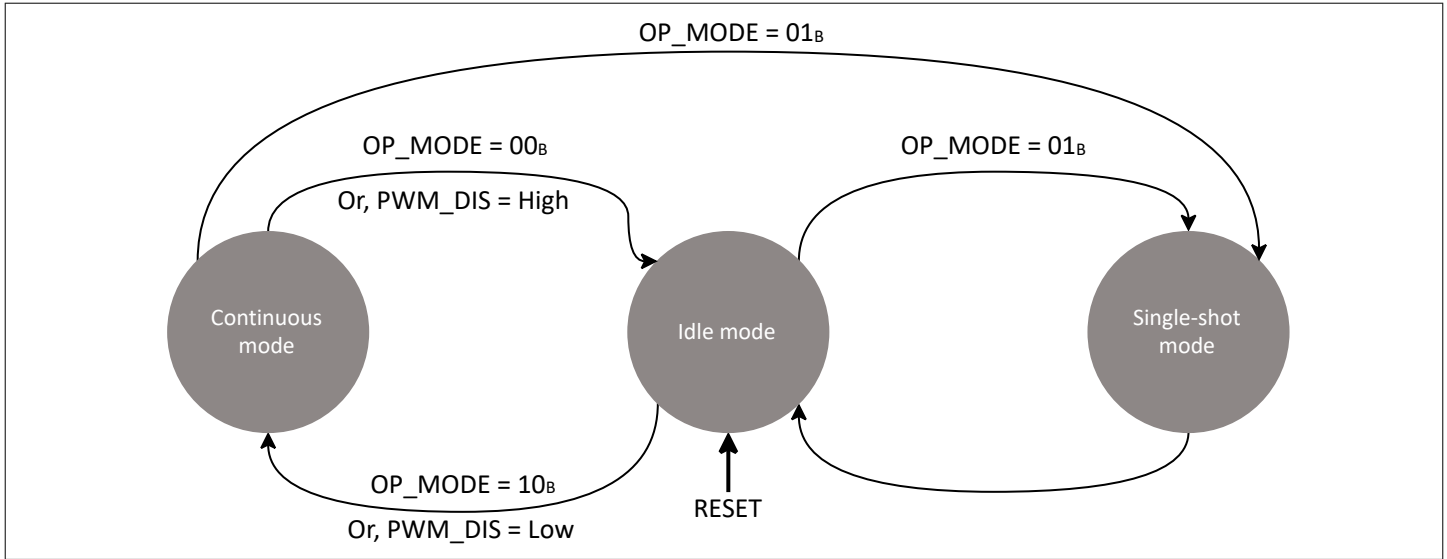 OP_MODE = 01B
OP_MODE = 00B
Or, PWM_DIS = High
OP_MODE = 01B
Continuous
mode
Idle mode
Single-shot
mode
OP_MODE = 10B
Or, PWM_DIS = Low
RESET